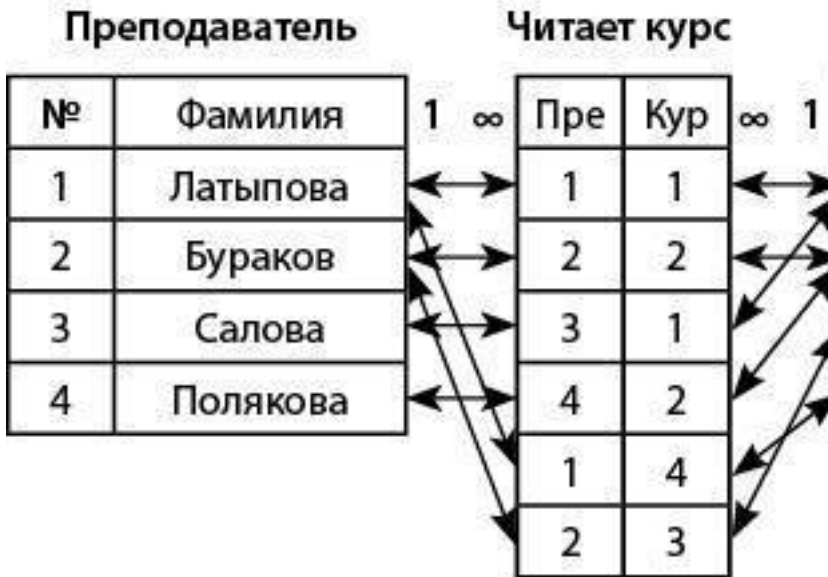 Преподаватель Читает курс
№ Фамилия 1 ∞ Пре Кур ∞ 1
1 Латыпова 1 1
2 Бураков 2 2
3 Салова 3 1
4 Полякова 4 2
1 4
2 3